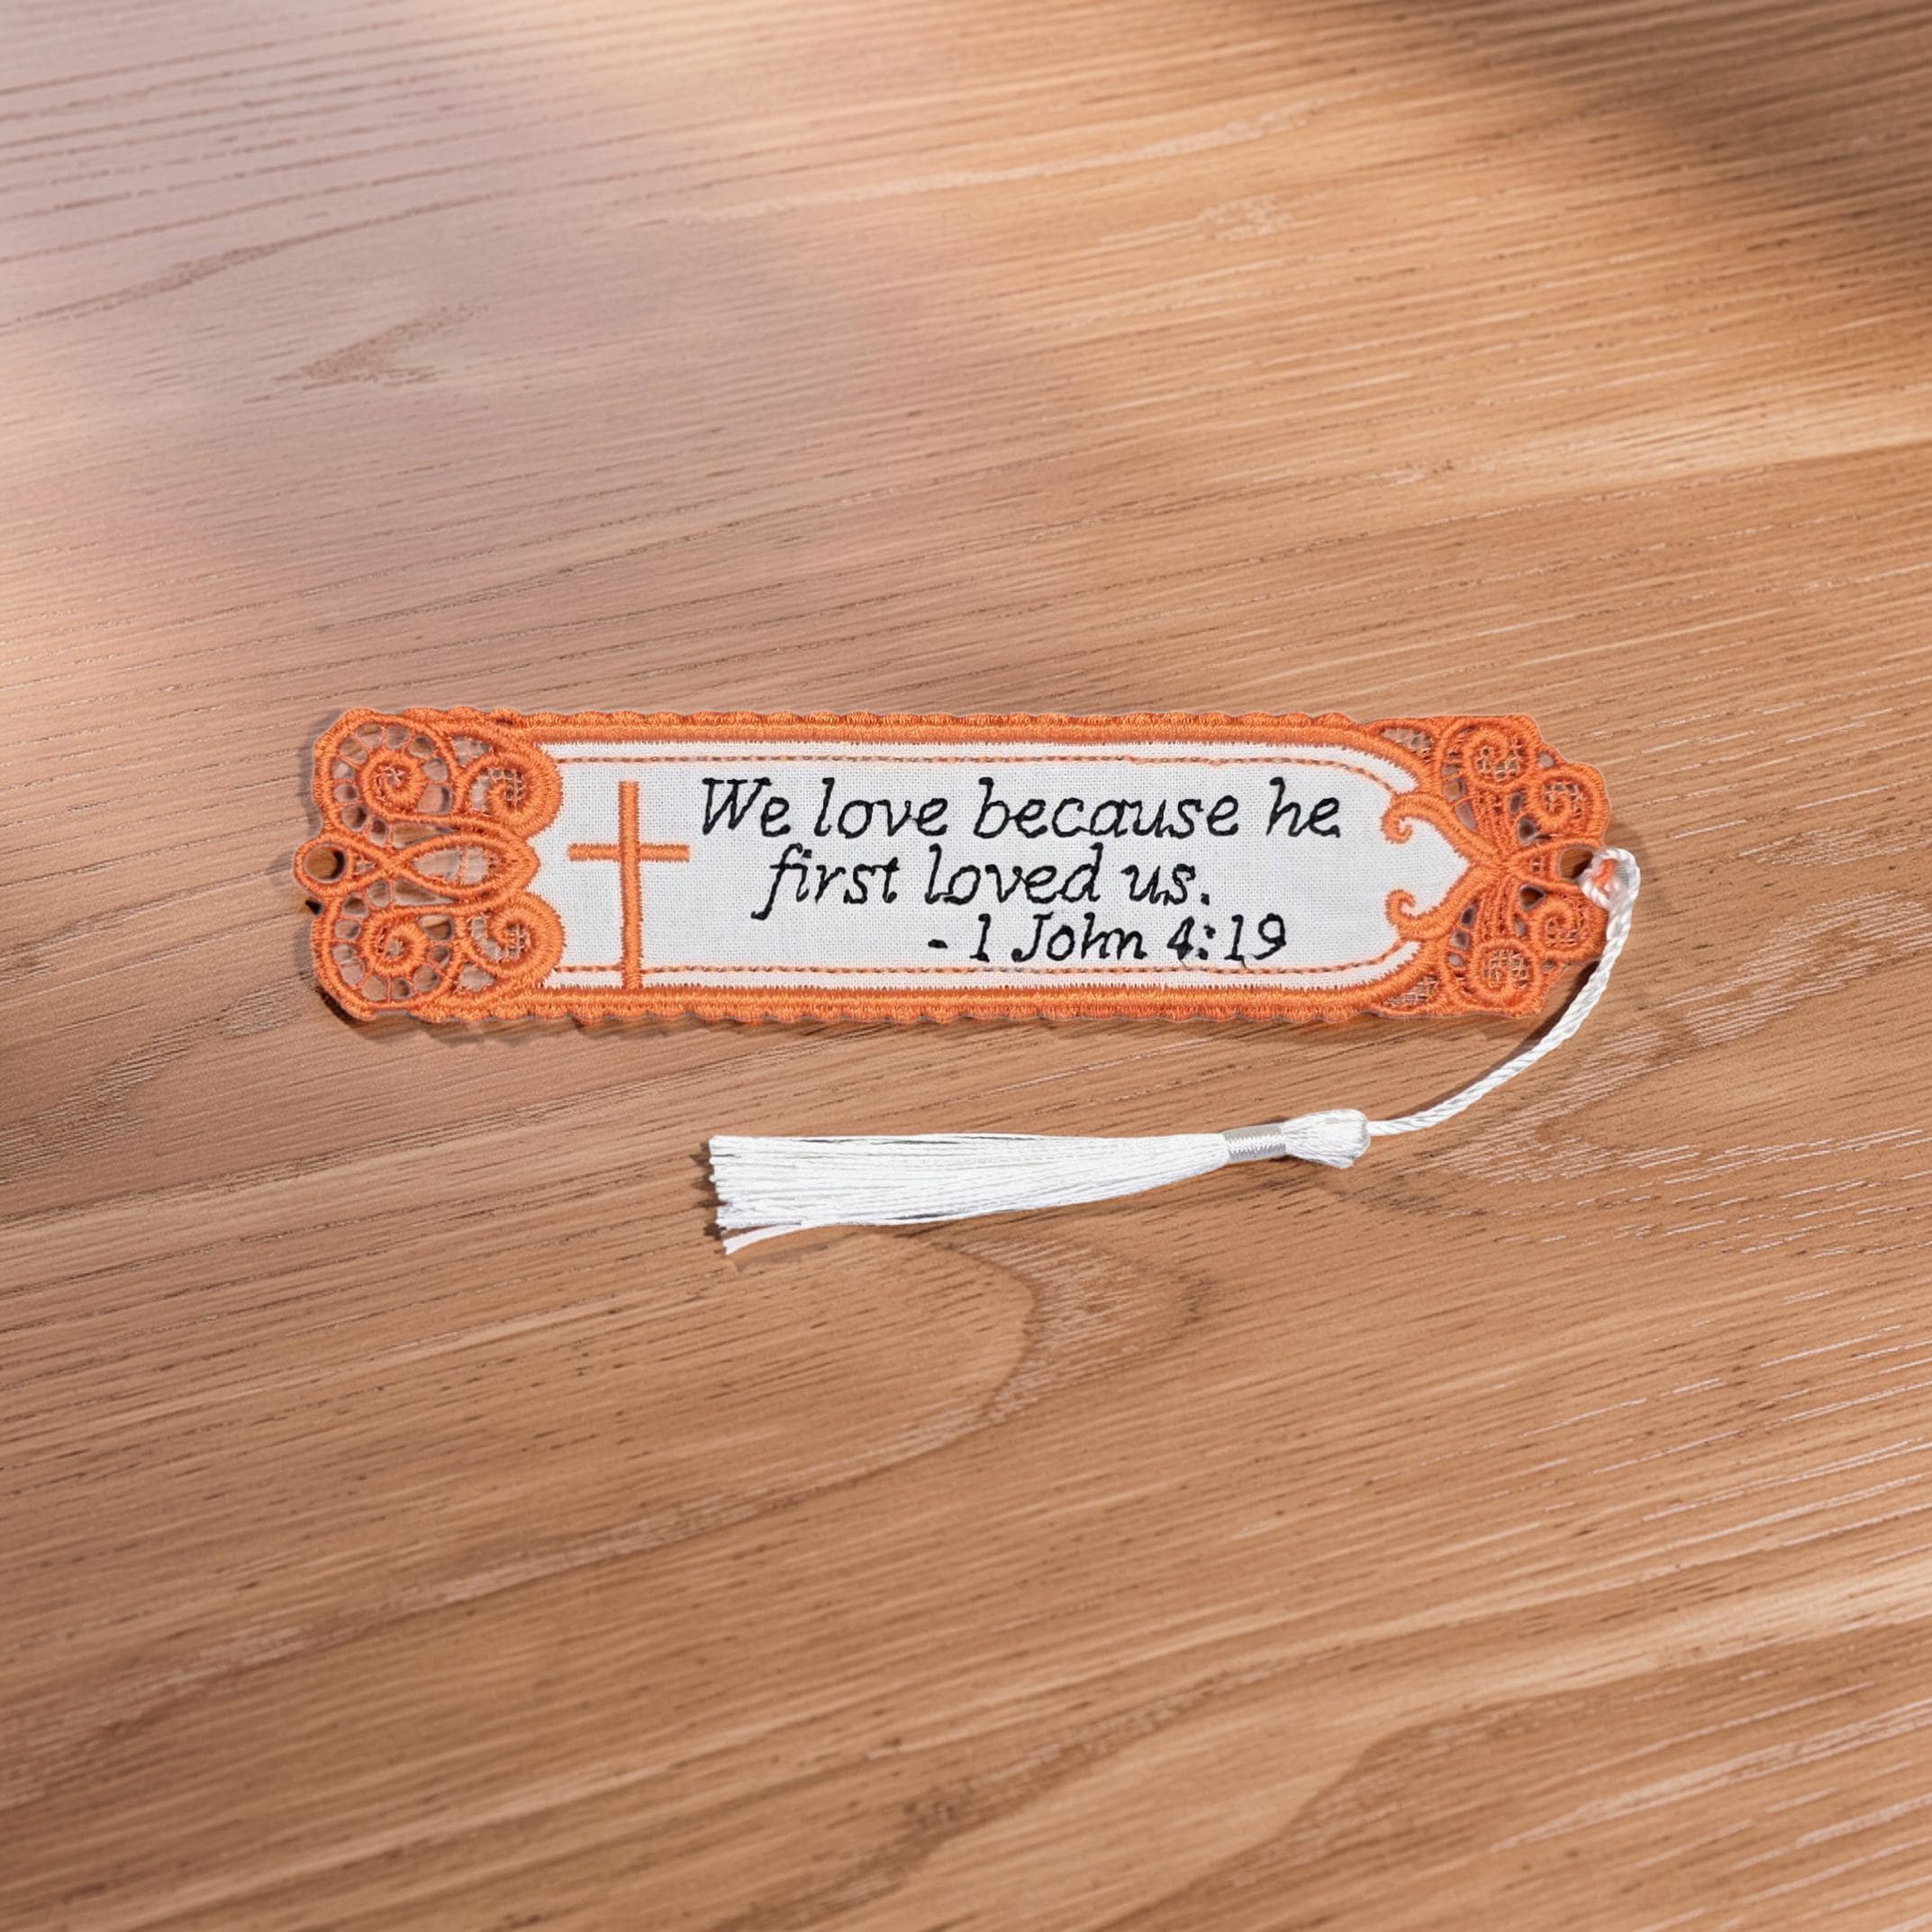 We love because he
first loved us.
- 1 John 4:19